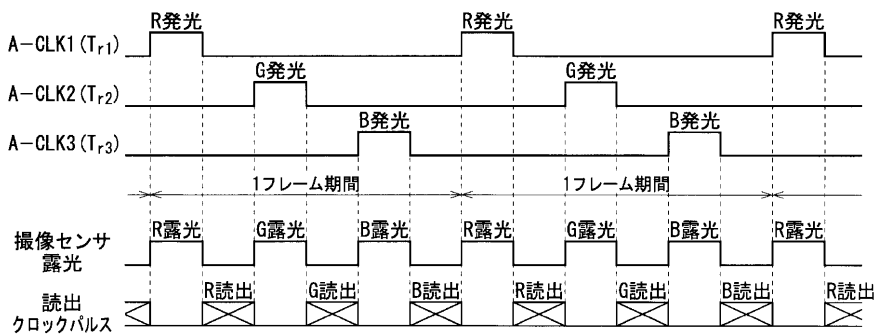 R発光 R発光 R発光
A-CLK1(Tr1)
G発光 G発光
A-CLK2(Tr2)
B発光 B発光
A-CLK3(Tr3)
1フレーム期間 1フレーム期間
R露光 G露光 B露光 R露光 G露光 B露光 R露光
撮像センサ
露光
R読出 G読出 B読出 R読出 G読出 B読出 R読出
読出
クロックパルス